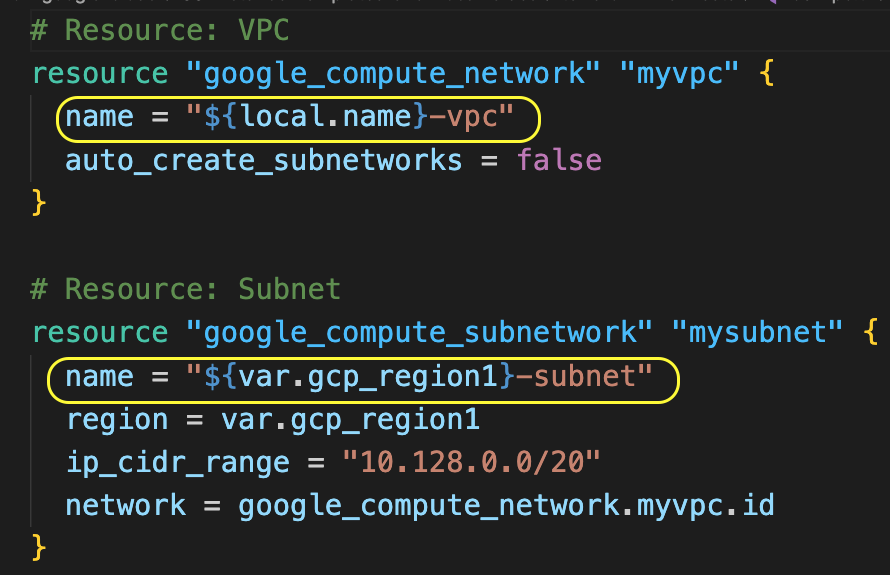 # Resource: VPC
resource "google_compute_network" "myvpc" {
name = "${local.name}-vpc"
auto_create_subnetworks = false
}
# Resource: Subnet
resource "google_compute_subnetwork" "mysubnet" {
name = "${var.gcp_region1}-subnet"
region = var.gcp_region1
ip_cidr_range = "10.128.0.0/20"
network = google_compute_network.myvpc.id
}